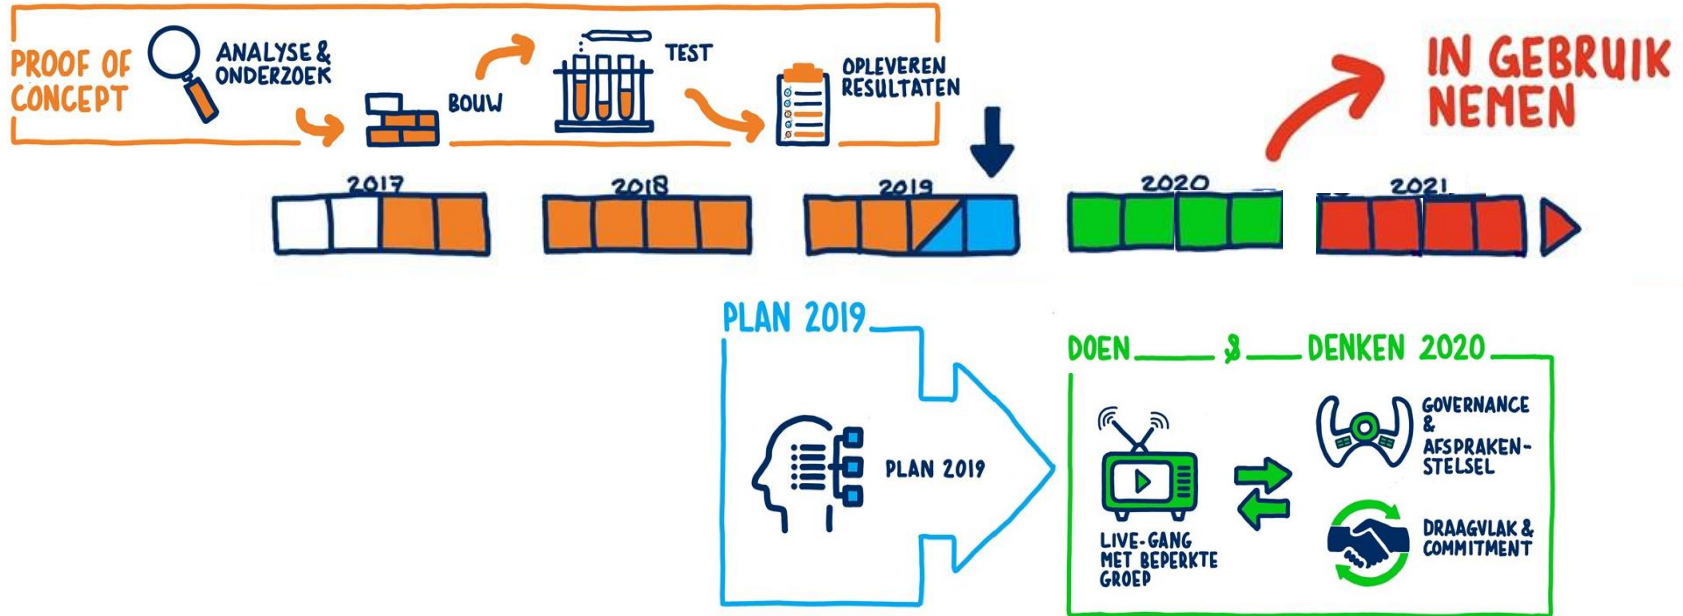 PROOF OF
CONCEPT
ANALYSE &
ONDERZOEK
BOUW
TEST
OPLEVEREN
RESULTATEN
IN GEBRUIK
NEMEN
2017
2018
2019
2020
2021
PLAN 2019
PLAN 2019
DOEN & DENKEN 2020
LIVE-GANG
MET BEPERKTE
GROEP
GOVERNANCE
&
AFSPRAKEN-
STELSEL
DRAAGVLAK &
COMMITMENT